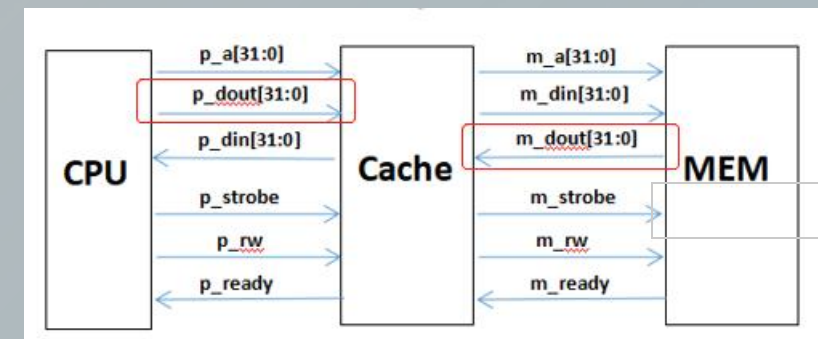 p_a[31:0] m_a[31:0]
p_dout[31:0] m_din[31:0]
p_din[31:0] m_dout[31:0]
CPU Cache MEM
p_strobe m_strobe
p_rw m_rw
p_ready m_ready